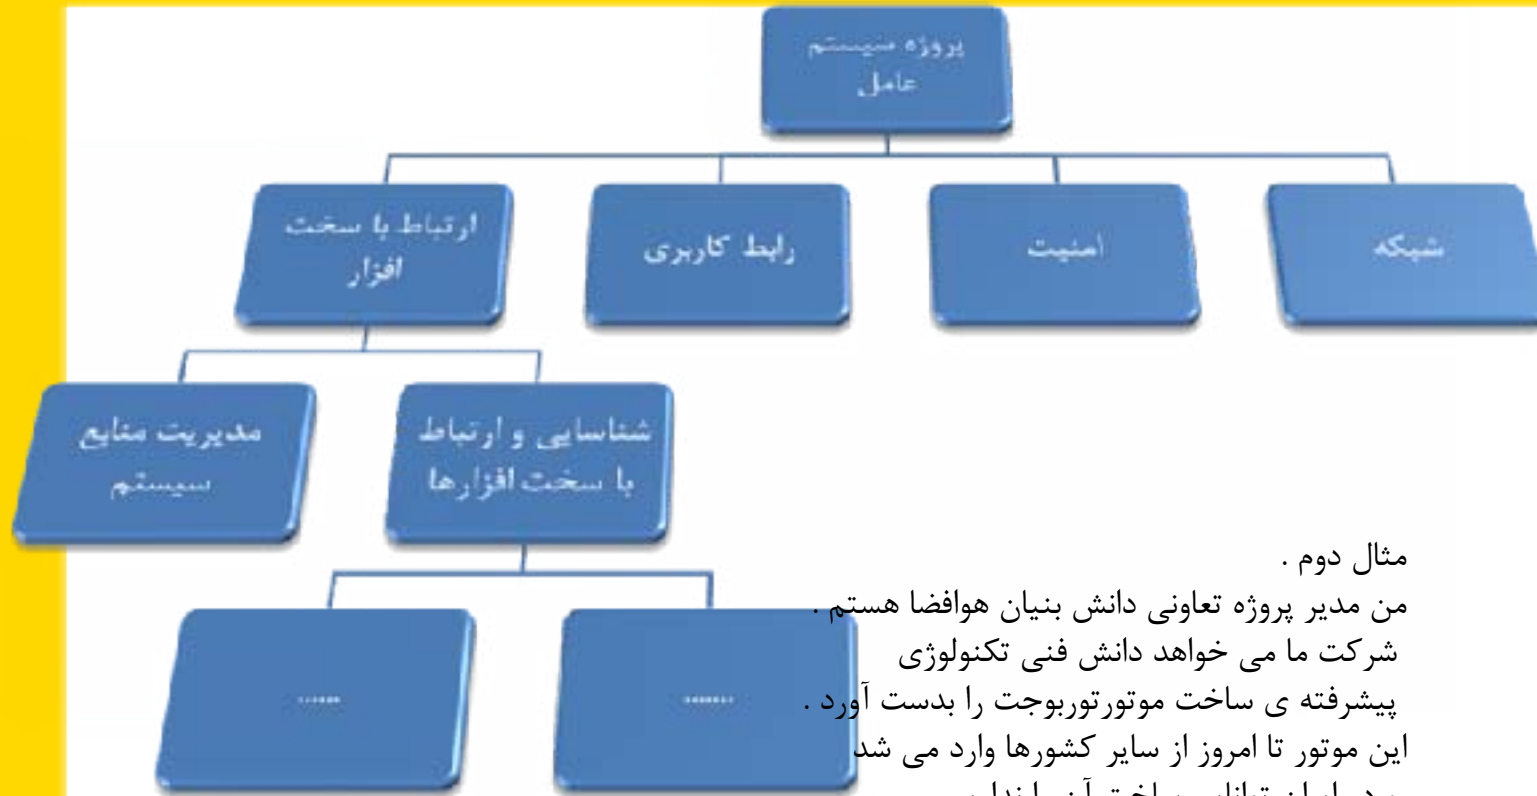 پروژه سیستم
عامل
ارتباط با سخت
افزار
رابط کاربری
امنیت
شبکه
مدیریت منابع
سیستم
شناسایی و ارتباط
با سخت افزارها
......
.......
مثال دوم .
من مدیر پروژه تعاونی دانش بنیان هوافضا هستم .
شرکت ما می خواهد دانش فنی تکنولوژی
پیشرفته ی ساخت موتورتوربوجت را بدست آورد .
این موتور تا امروز از سایر کشورها وارد می شد